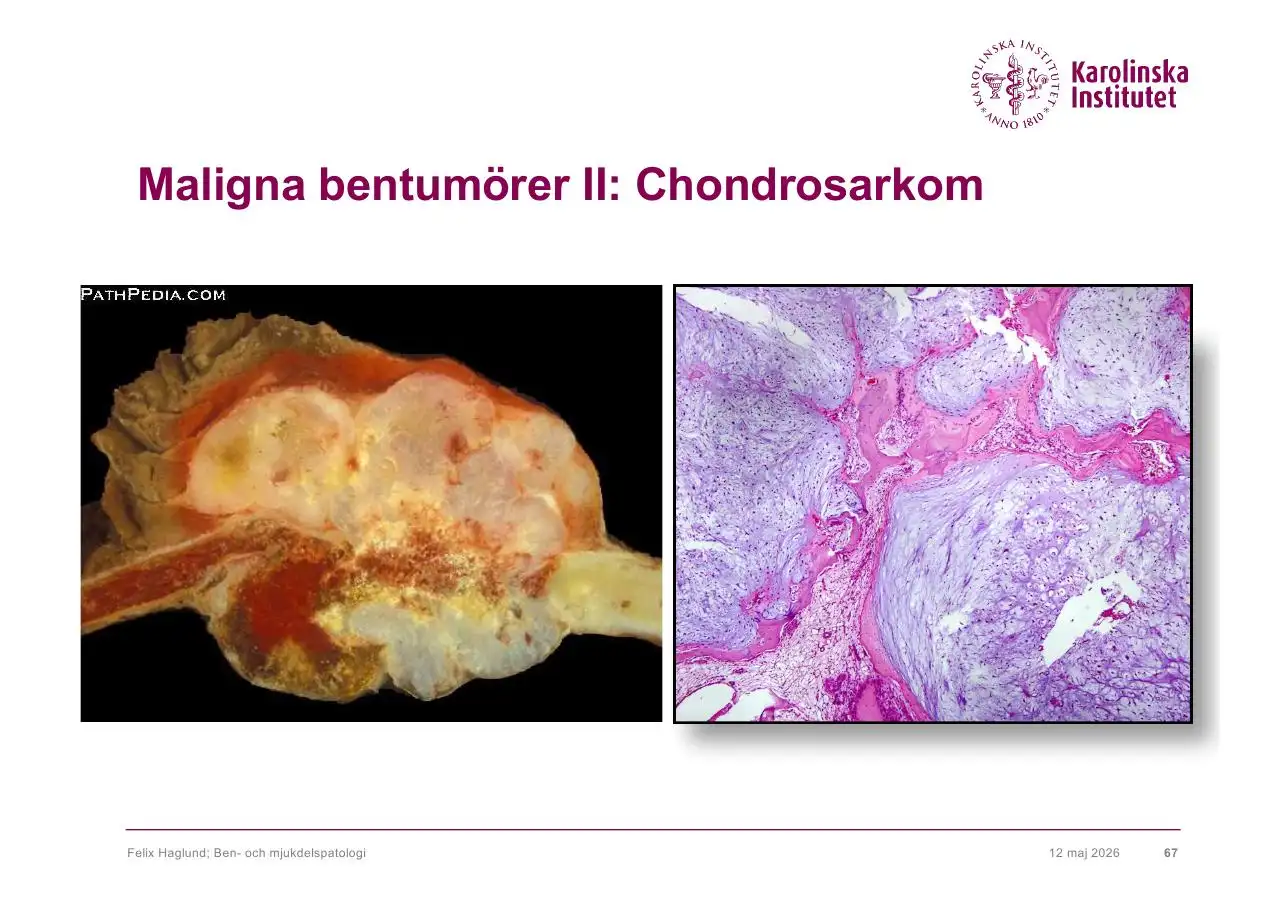 KAROLINSKA INSTITUTET
ANNO 1810
Karolinska
Institutet
Maligna bentumörer II: Chondrosarkom
PATHPEDIA.COM
Felix Haglund; Ben- och mjukdelspatologi
12 maj 2026
67